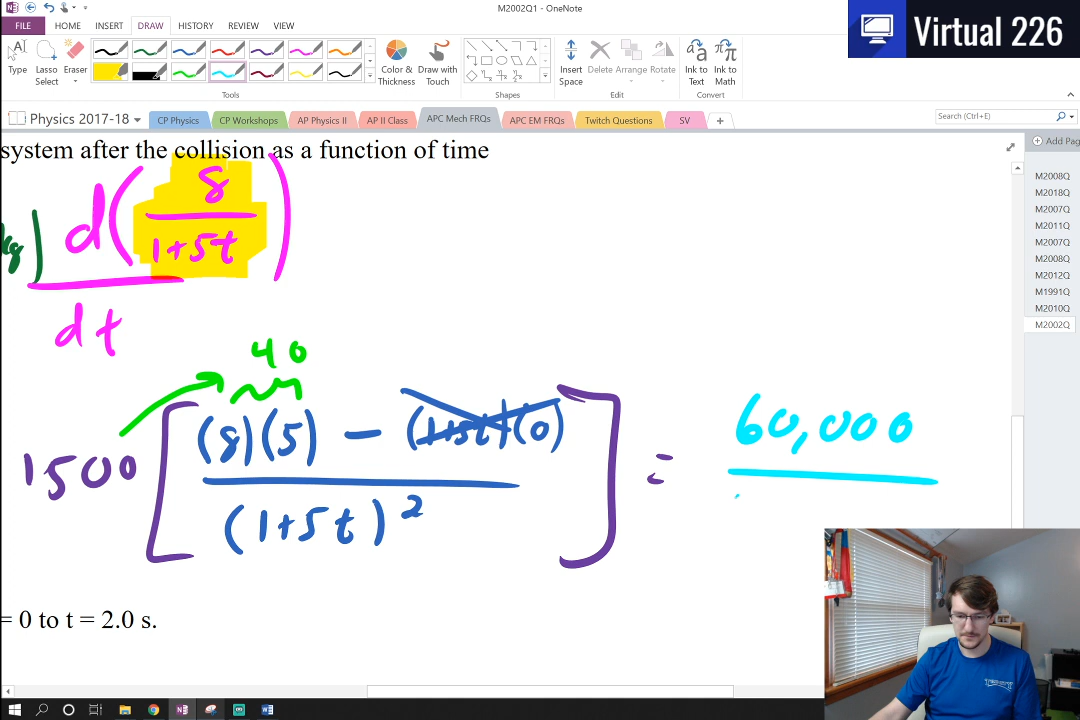 M2002Q1 - OneNote
FILE HOME INSERT DRAW HISTORY REVIEW VIEW
Virtual 226
Type Lasso Select Eraser Color & Thickness Draw with Touch Insert Space Delete Arrange Rotate Ink to Text Ink to Math
Tools Shapes Edit Convert
Physics 2017-18 CP Physics CP Workshops AP Physics II AP II Class APC Mech FRQs APC EM FRQs Twitch Questions SV + Search (Ctrl+E)
Add Pag
system after the collision as a function of time
M2008Q
M2018Q
M2007Q
M2011Q
M2007Q
M2008Q
M2012Q
M1991Q
M2010Q
M2002Q
kg) d( 8
1+5t )
dt
40
1500 [ (8)(5) − (1+5t)(0)
(1+5t)² ] = 60,000
= 0 to t = 2.0 s.